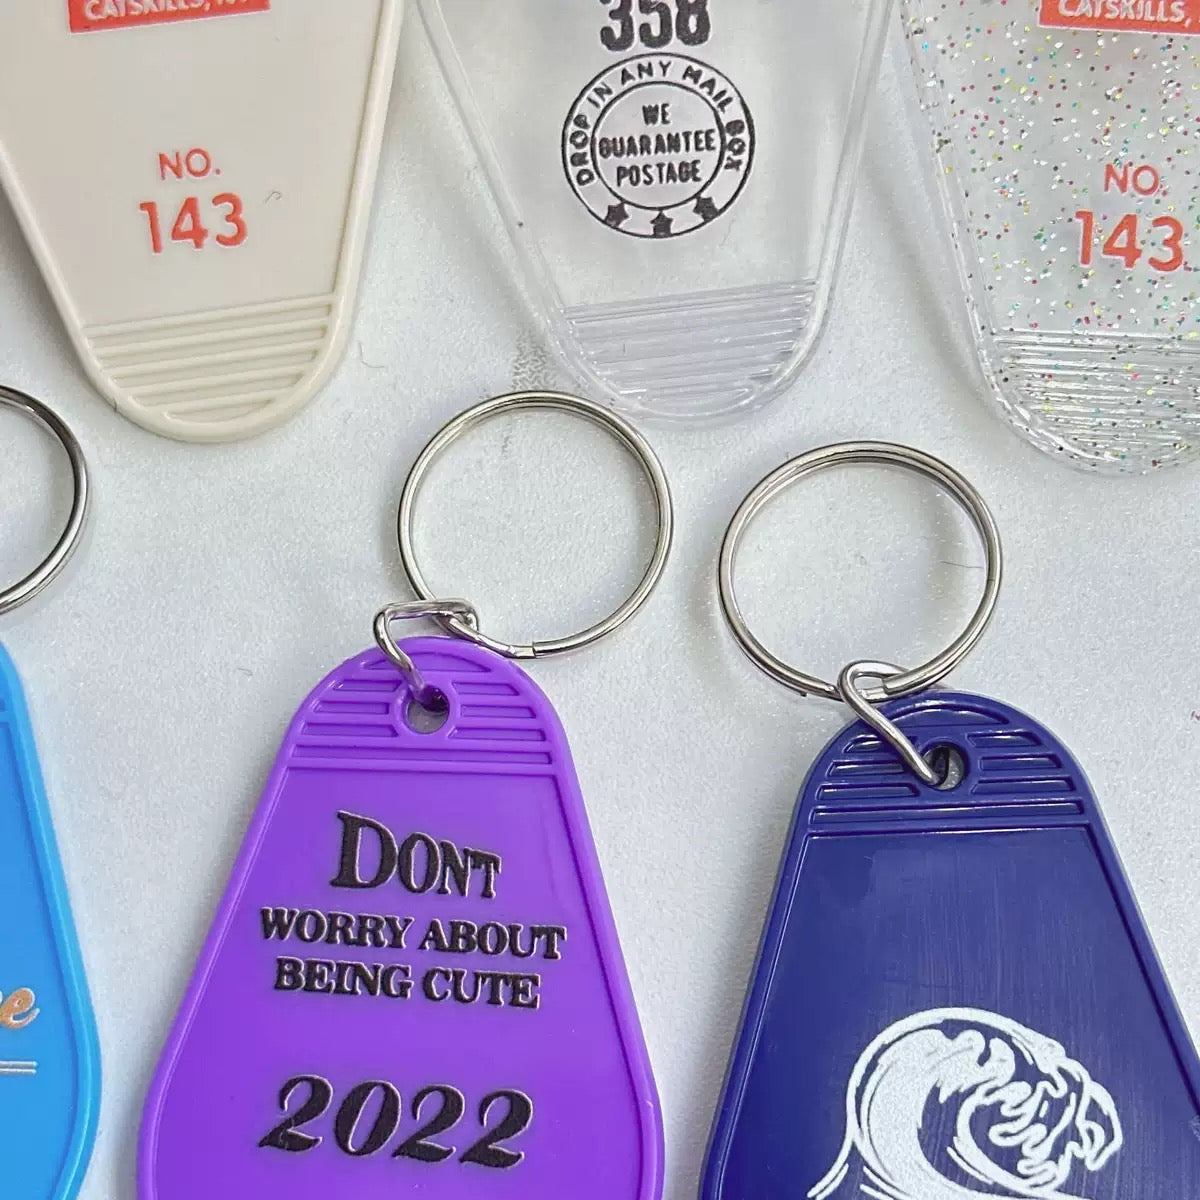 CATSKILLS,
NO.
143
358
DROP IN ANY MAIL BOX
WE
GUARANTEE
POSTAGE
CATSKILLS,
NO.
143
DONT
WORRY ABOUT
BEING CUTE
2022